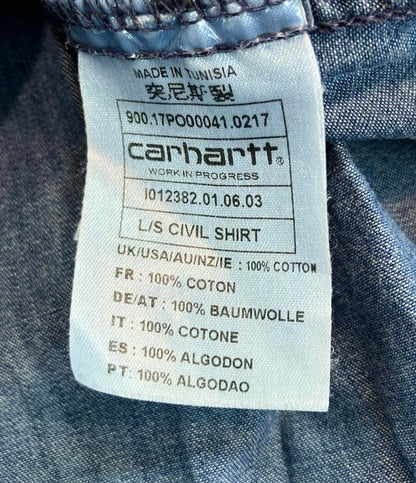 MADE IN TUNISIA
突尼斯製
900.17PO00041.0217
carhartt®
WORK IN PROGRESS
I012382.01.06.03
L/S CIVIL SHIRT
UK/USA/AU/NZ/IE : 100% COTTON
FR : 100% COTON
DE/AT : 100% BAUMWOLLE
IT : 100% COTONE
ES : 100% ALGODON
PT: 100% ALGODAO